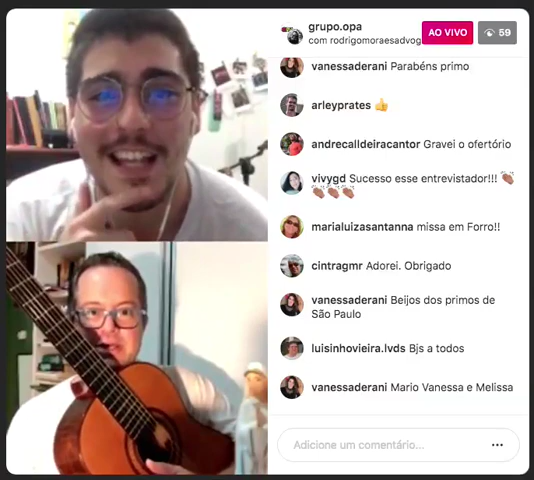 grupo.opa
com rodrigomoraesadvog
AO VIVO
59
vanessaderani Parabéns primo
arleyprates 👍
andrecalldeiracantor Gravei o ofertório
vivygd Sucesso esse entrevistador!!! 👏🏽
👏🏽👏🏽👏🏽
marialuizasantanna missa em Forro!!
cintragmr Adorei. Obrigado
vanessaderani Beijos dos primos de
São Paulo
luisinhovieira.lvds Bjs a todos
vanessaderani Mario Vanessa e Melissa
Adicione um comentário...